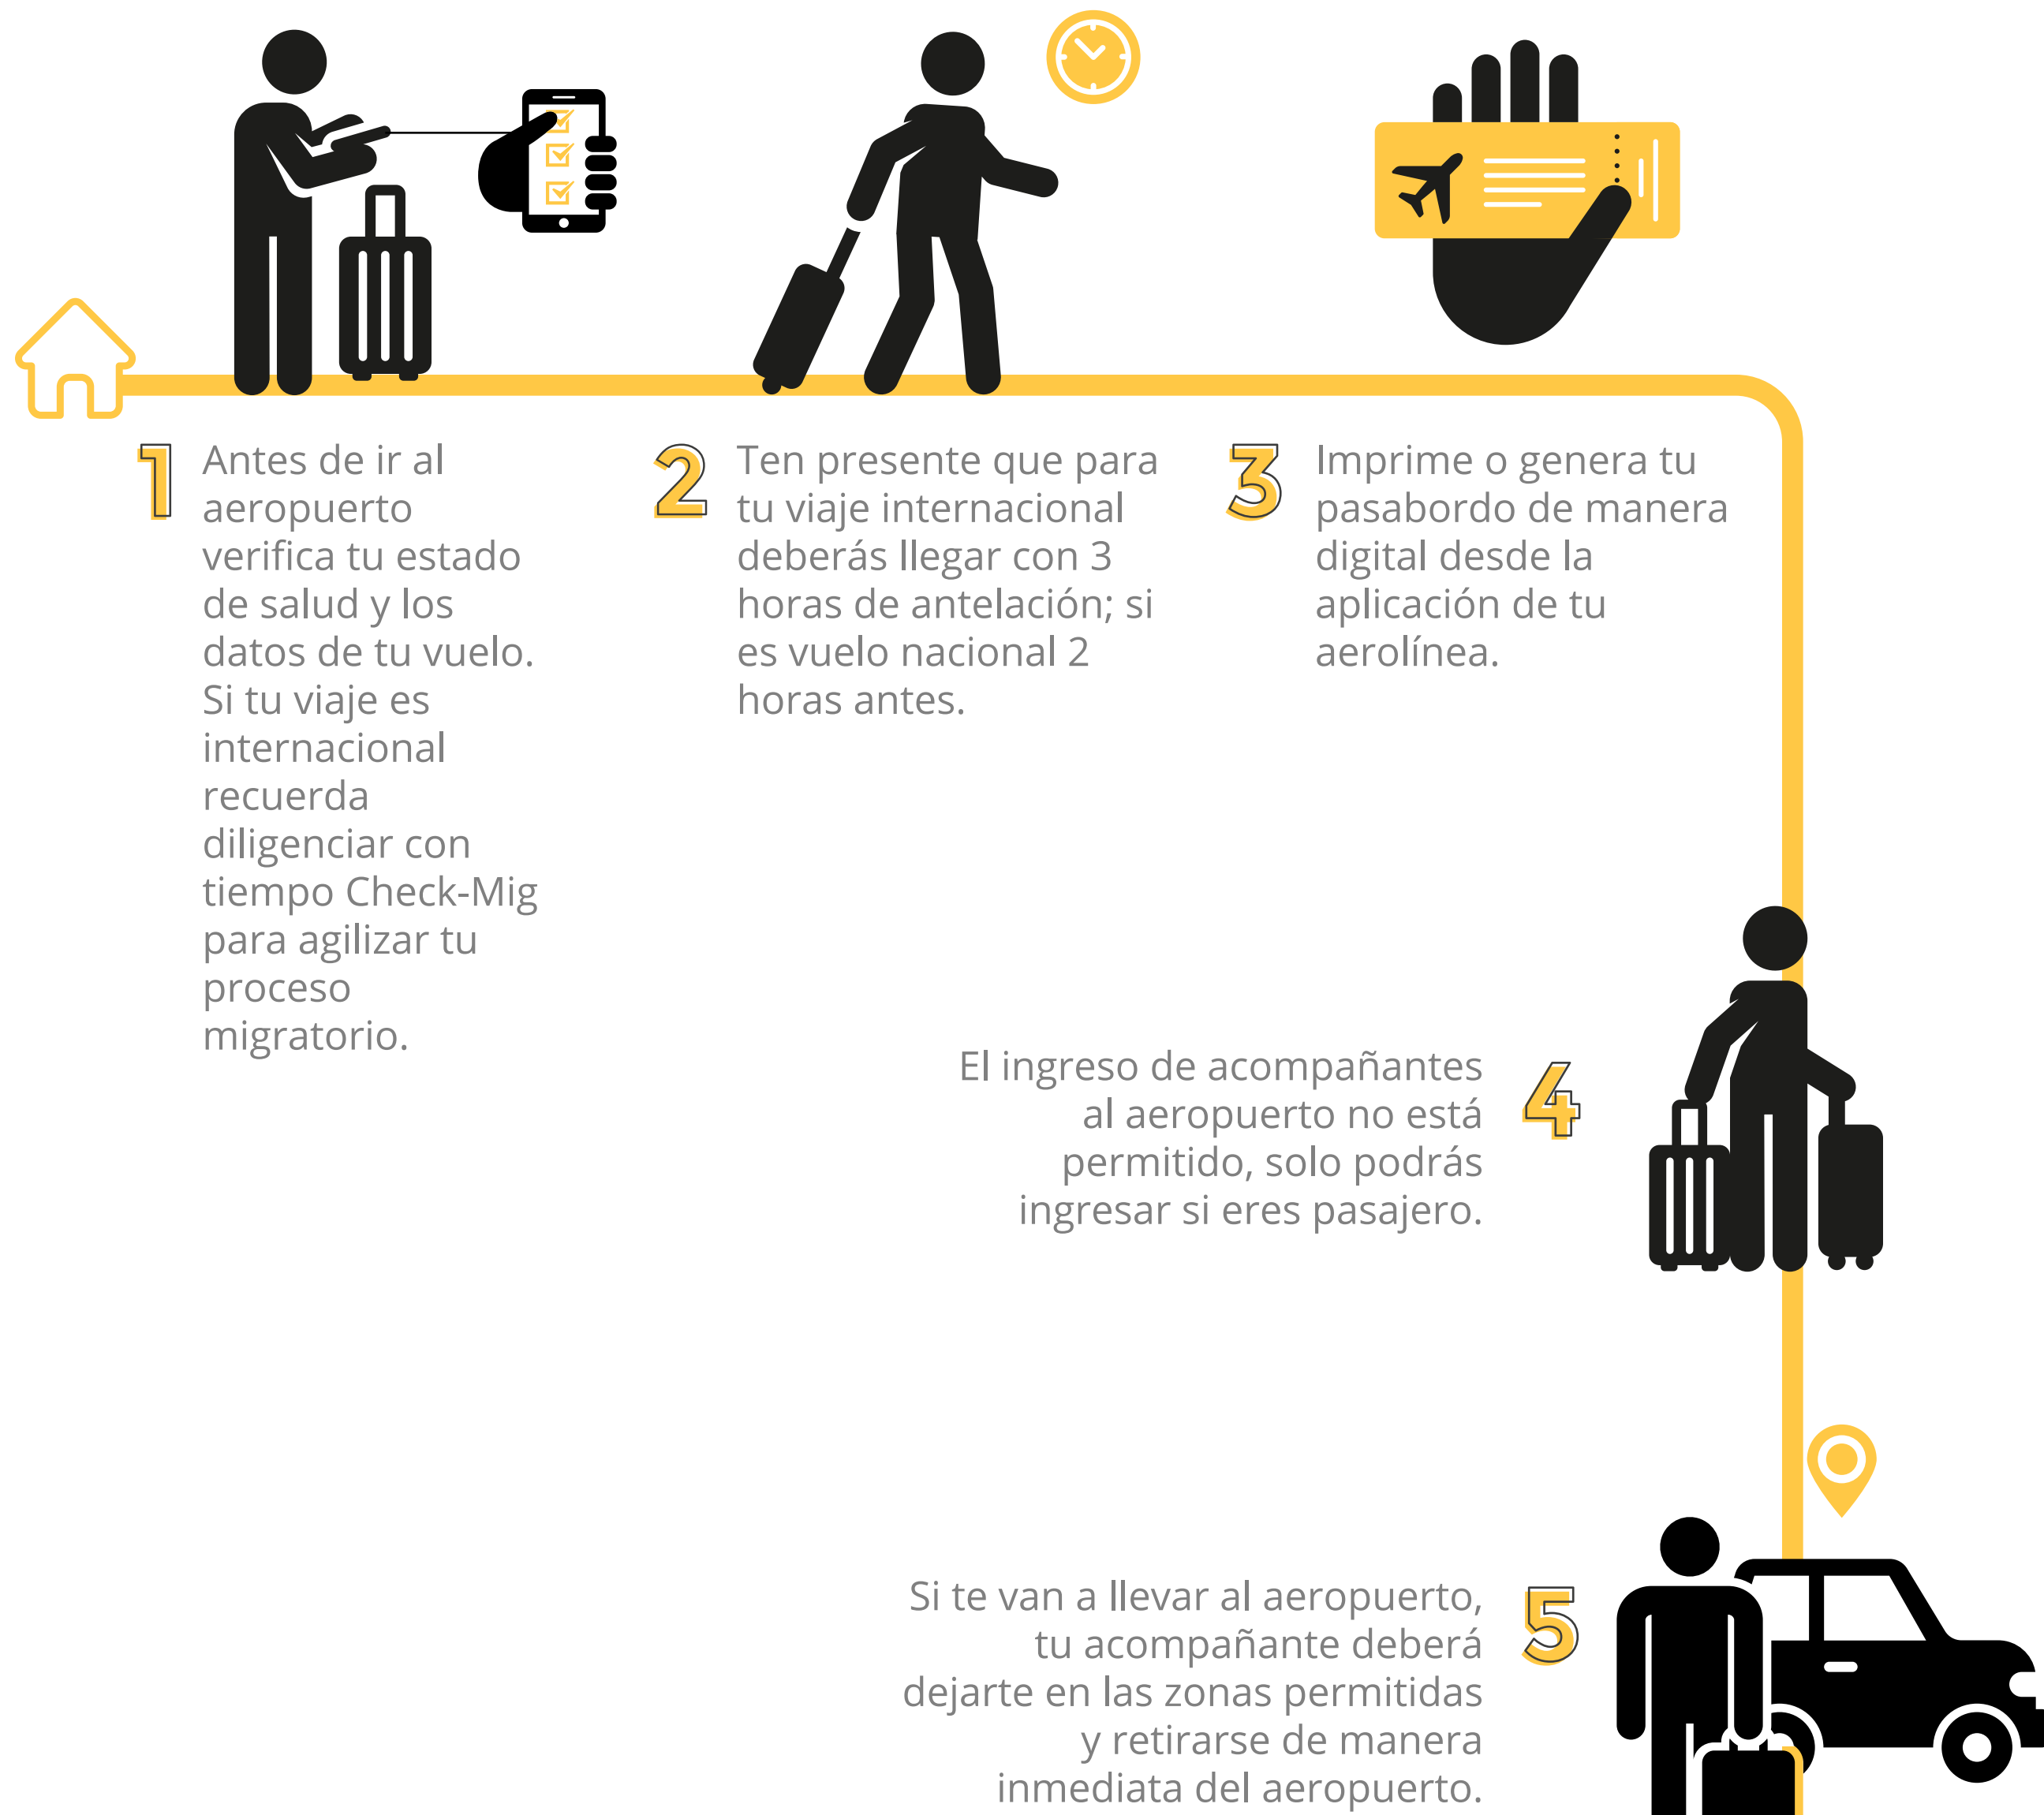 1
Antes de ir al
aeropuerto
verifica tu estado
de salud y los
datos de tu vuelo.
Si tu viaje es
internacional
recuerda
diligenciar con
tiempo Check-Mig
para agilizar tu
proceso
migratorio.
2
Ten presente que para
tu viaje internacional
deberás llegar con 3
horas de antelación; si
es vuelo nacional 2
horas antes.
3
Imprime o genera tu
pasabordo de manera
digital desde la
aplicación de tu
aerolínea.
4
El ingreso de acompañantes
al aeropuerto no está
permitido, solo podrás
ingresar si eres pasajero.
5
Si te van a llevar al aeropuerto,
tu acompañante deberá
dejarte en las zonas permitidas
y retirarse de manera
inmediata del aeropuerto.